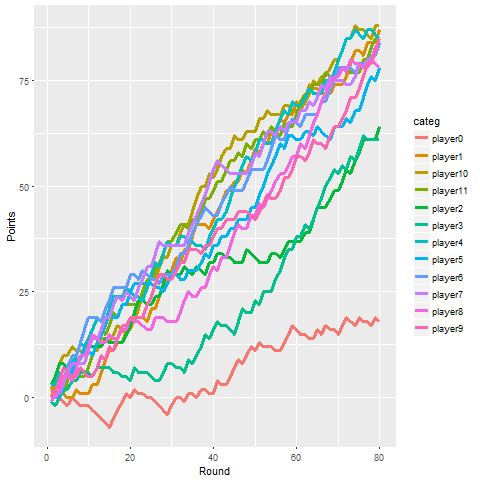 75
50
25
0
Points
0
20
40
60
80
Round
categ
player0
player1
player10
player11
player2
player3
player4
player5
player6
player7
player8
player9